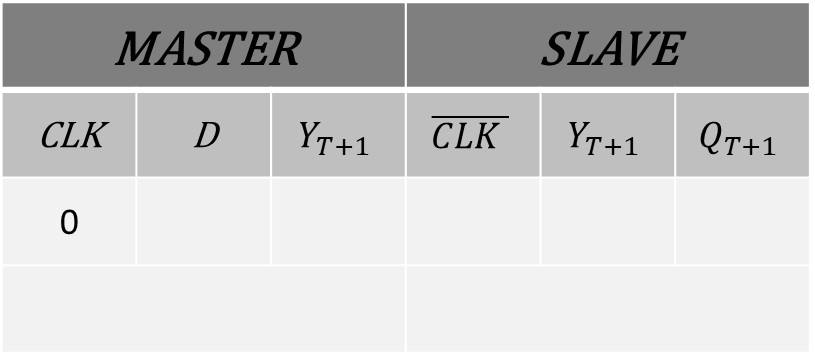 MASTER SLAVE
CLK D Y_{T+1} \overline{CLK} Y_{T+1} Q_{T+1}
0